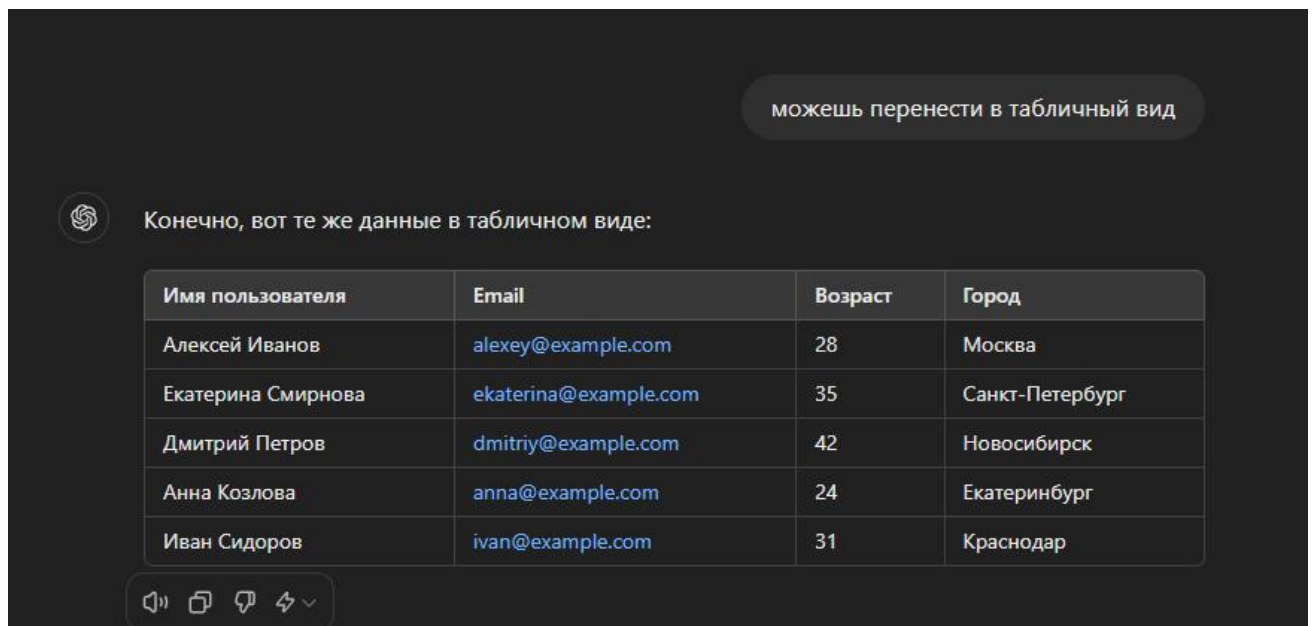 можешь перенести в табличный вид
Конечно, вот те же данные в табличном виде:
Имя пользователя Email Возраст Город
Алексей Иванов alexey@example.com 28 Москва
Екатерина Смирнова ekaterina@example.com 35 Санкт-Петербург
Дмитрий Петров dmitriy@example.com 42 Новосибирск
Анна Козлова anna@example.com 24 Екатеринбург
Иван Сидоров ivan@example.com 31 Краснодар